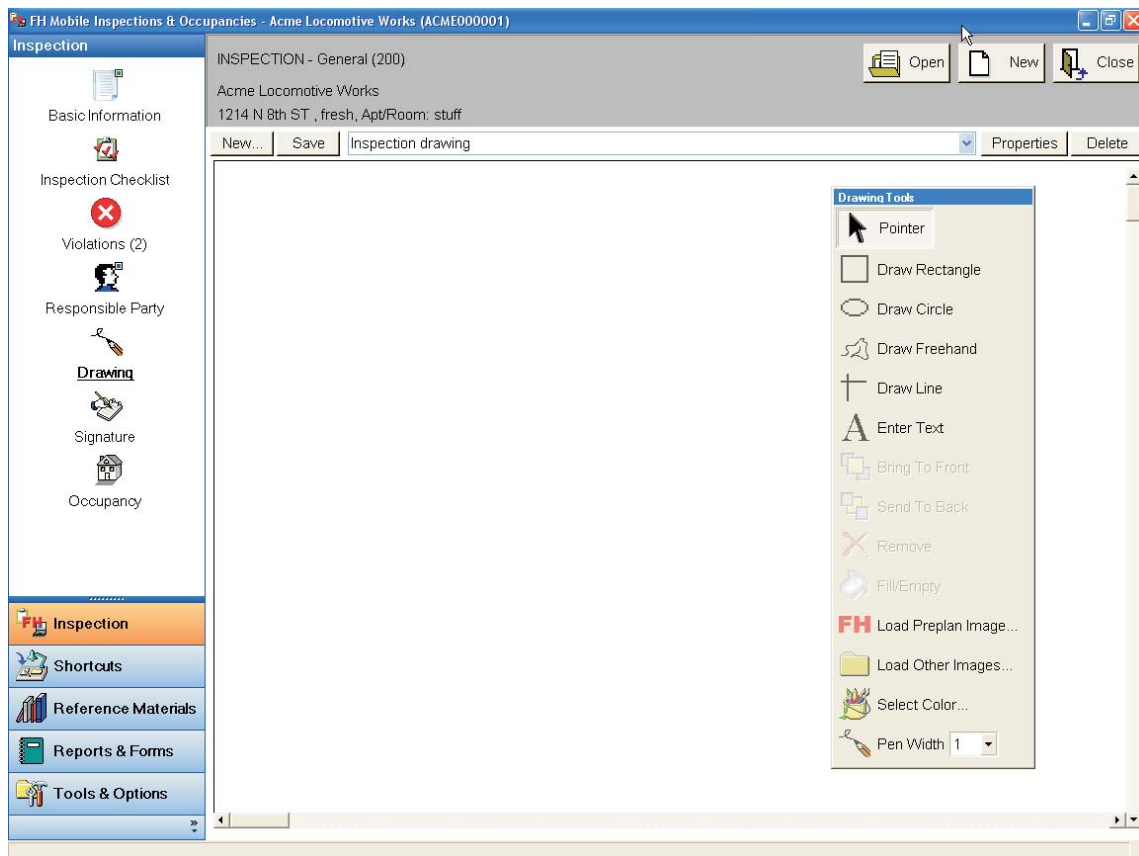 FH Mobile Inspections & Occupancies - Acme Locomotive Works (ACME000001)
Inspection
Basic Information
Inspection Checklist
Violations (2)
Responsible Party
Drawing
Signature
Occupancy
FH Inspection
Shortcuts
Reference Materials
Reports & Forms
Tools & Options
INSPECTION - General (200)
Acme Locomotive Works
1214 N 8th ST , fresh, Apt/Room: stuff
Open New Close
New... Save Inspection drawing Properties Delete
Drawing Tools
Pointer
Draw Rectangle
Draw Circle
Draw Freehand
Draw Line
A Enter Text
Bring To Front
Send To Back
Remove
Fill/Empty
FH Load Preplan Image...
Load Other Images...
Select Color...
Pen Width 1